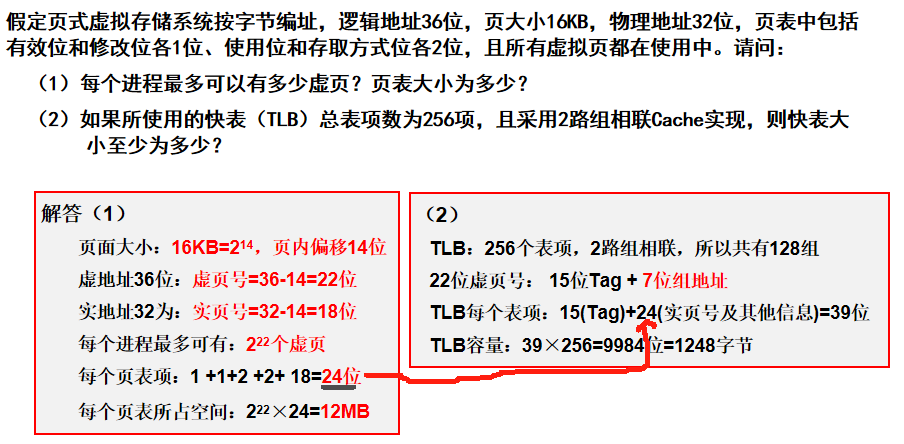 假定页式虚拟存储系统按字节编址，逻辑地址36位，页大小16KB，物理地址32位，页表中包括
有效位和修改位各1位、使用位和存取方式位各2位，且所有虚拟页都在使用中。请问：
（1）每个进程最多可以有多少虚页？页表大小为多少？
（2）如果所使用的快表（TLB）总表项数为256项，且采用2路组相联Cache实现，则快表大
小至少为多少？
解答（1）
页面大小：16KB=2¹⁴，页内偏移14位
虚地址36位：虚页号=36-14=22位
实地址32为：实页号=32-14=18位
每个进程最多可有：2²²个虚页
每个页表项：1 +1+2 +2+ 18=24位
每个页表所占空间：2²²×24=12MB
（2）
TLB：256个表项，2路组相联，所以共有128组
22位虚页号： 15位Tag + 7位组地址
TLB每个表项：15(Tag)+24(实页号及其他信息)=39位
TLB容量：39×256=9984位=1248字节